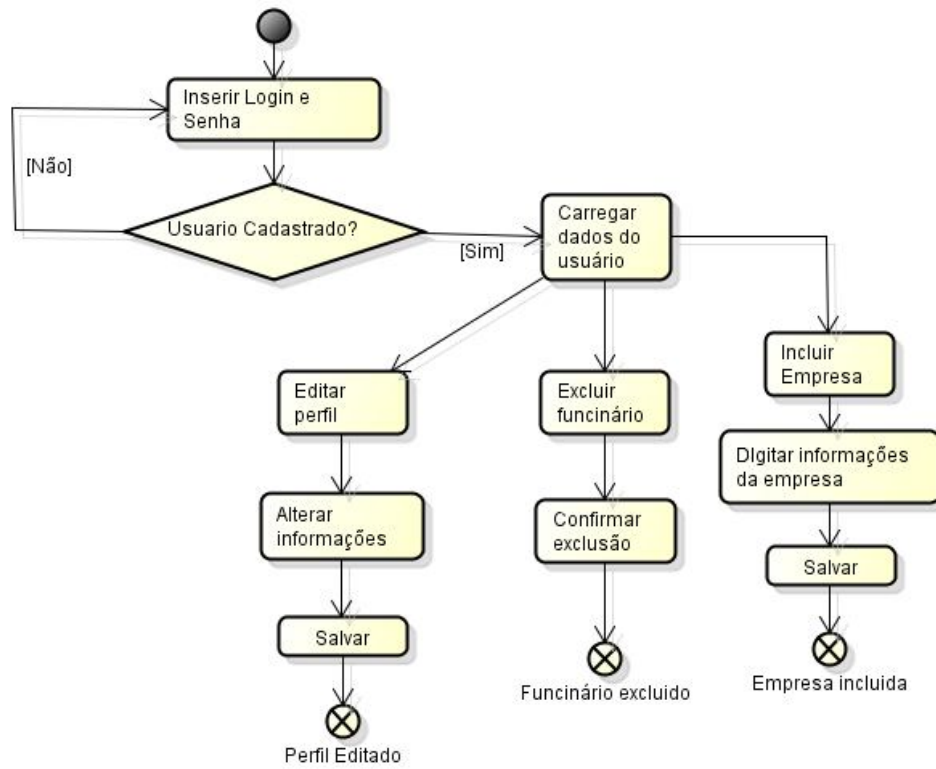 Inserir Login e
Senha
[Não]
Usuario Cadastrado?
[Sim]
Carregar
dados do
usuário
Editar
perfil
Alterar
informações
Salvar
Perfil Editado
Excluir
funcinário
Confirmar
exclusão
Funcinário excluido
Incluir
Empresa
DIgitar informações
da empresa
Salvar
Empresa incluida